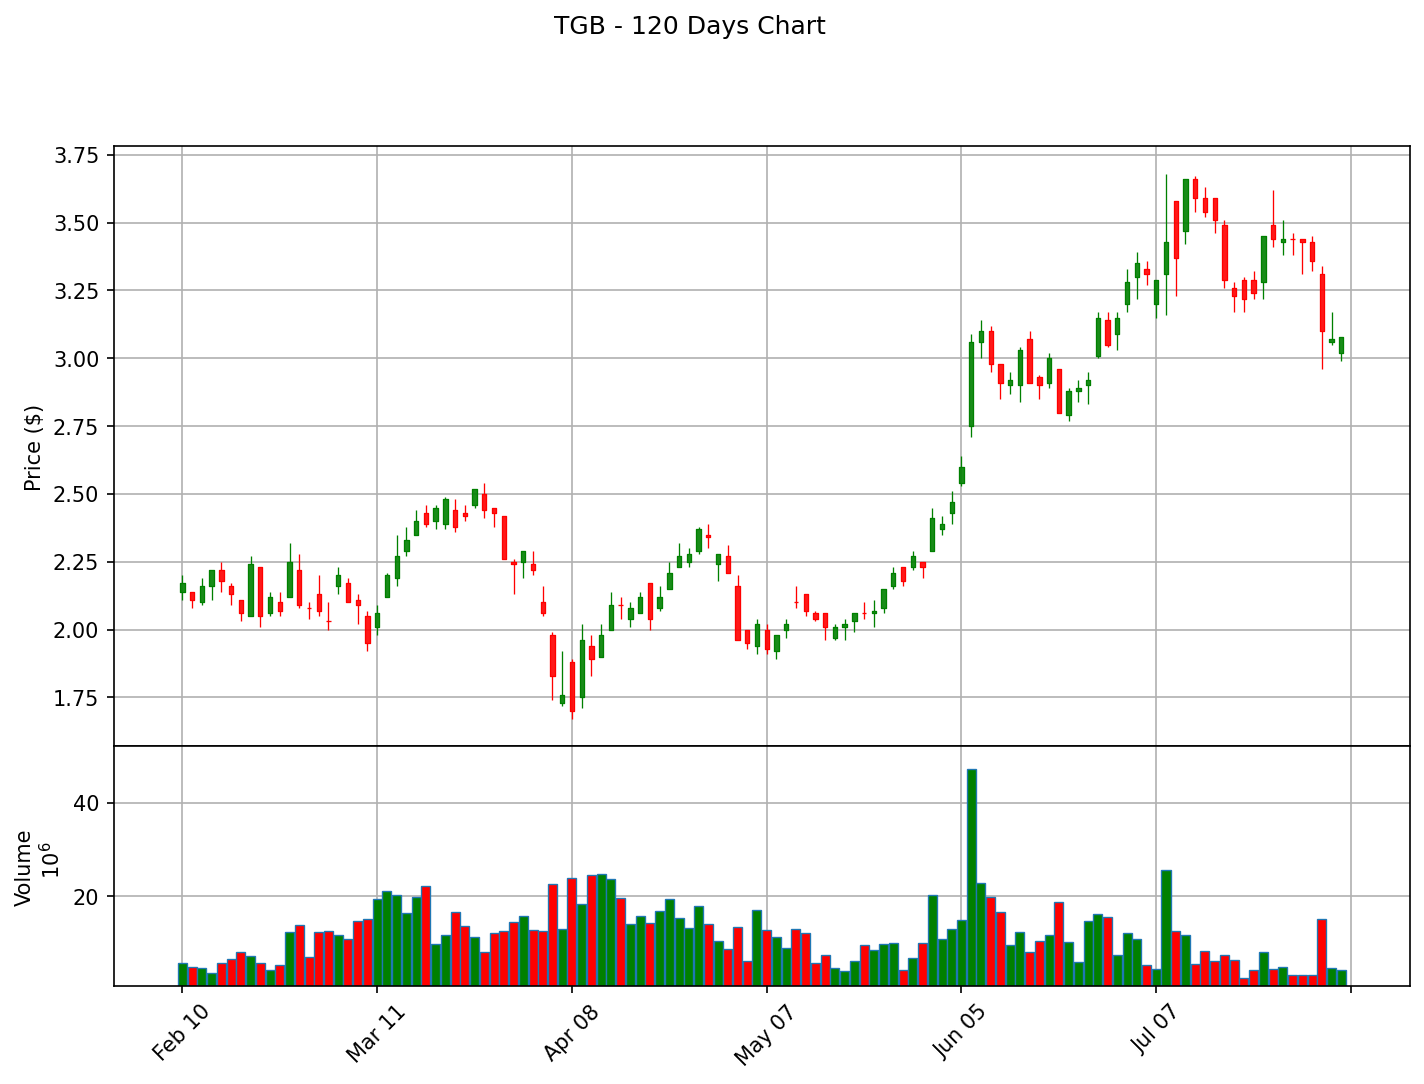 TGB - 120 Days Chart
3.75
3.50
3.25
3.00
2.75
2.50
2.25
2.00
1.75
Price ($)
40
20
Volume
10⁶
Feb 10
Mar 11
Apr 08
May 07
Jun 05
Jul 07